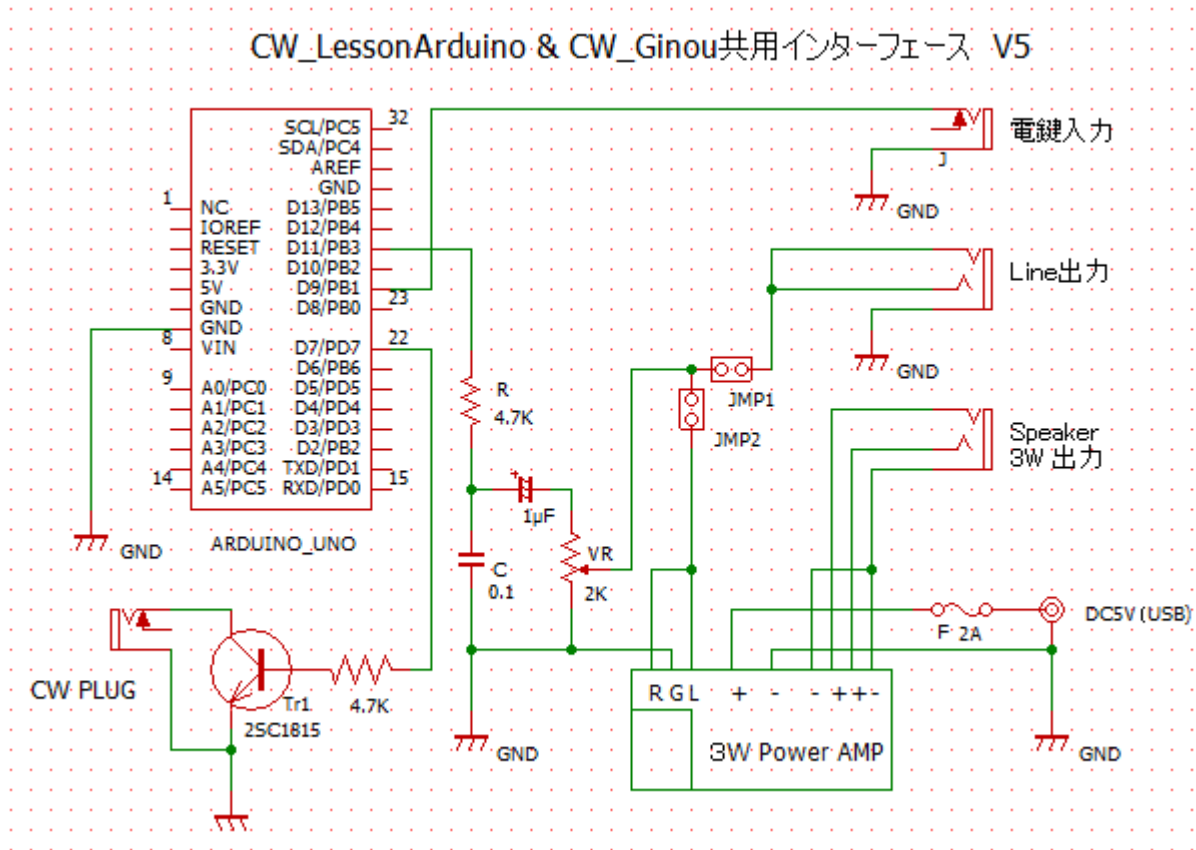 CW_LessonArduino & CW_Ginou共用インターフェース V5
SCL/PC5
32
SDA/PC4
AREF
GND
1
NC
D13/PB5
IOREF
D12/PB4
RESET
D11/PB3
3.3V
D10/PB2
5V
D9/PB1
23
GND
D8/PB0
GND
8
VIN
D7/PD7
22
D6/PB6
9
A0/PC0
D5/PD5
A1/PC1
D4/PD4
A2/PC2
D3/PD3
A3/PC3
D2/PB2
A4/PC4
TXD/PD1
14
A5/PC5
RXD/PD0
15
ARDUINO_UNO
GND
電鍵入力
J
GND
Line出力
GND
JMP1
JMP2
Speaker
3W 出力
R
4.7K
+
1μF
C
0.1
VR
2K
GND
CW PLUG
Tr1
2SC1815
4.7K
F 2A
DC5V (USB)
GND
R G L + - - + + -
3W Power AMP